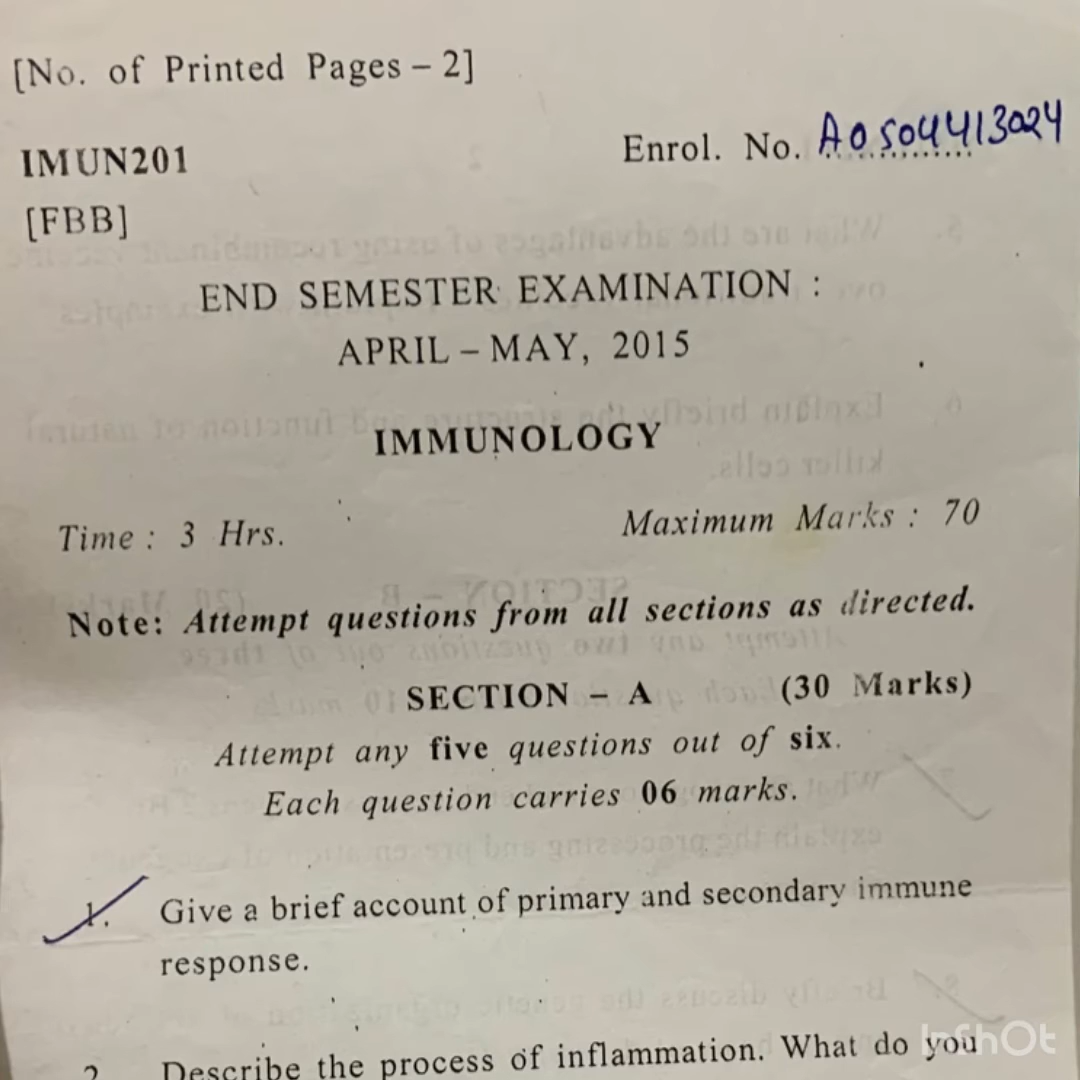 [No. of Printed Pages – 2]
IMUN201
Enrol. No. A0504413024
[FBB]
END SEMESTER EXAMINATION :
APRIL – MAY, 2015
IMMUNOLOGY
Time : 3 Hrs.
Maximum Marks : 70
Note: Attempt questions from all sections as directed.
SECTION – A (30 Marks)
Attempt any five questions out of six.
Each question carries 06 marks.
1. Give a brief account of primary and secondary immune
response.
2. Describe the process of inflammation. What do you
InShOt